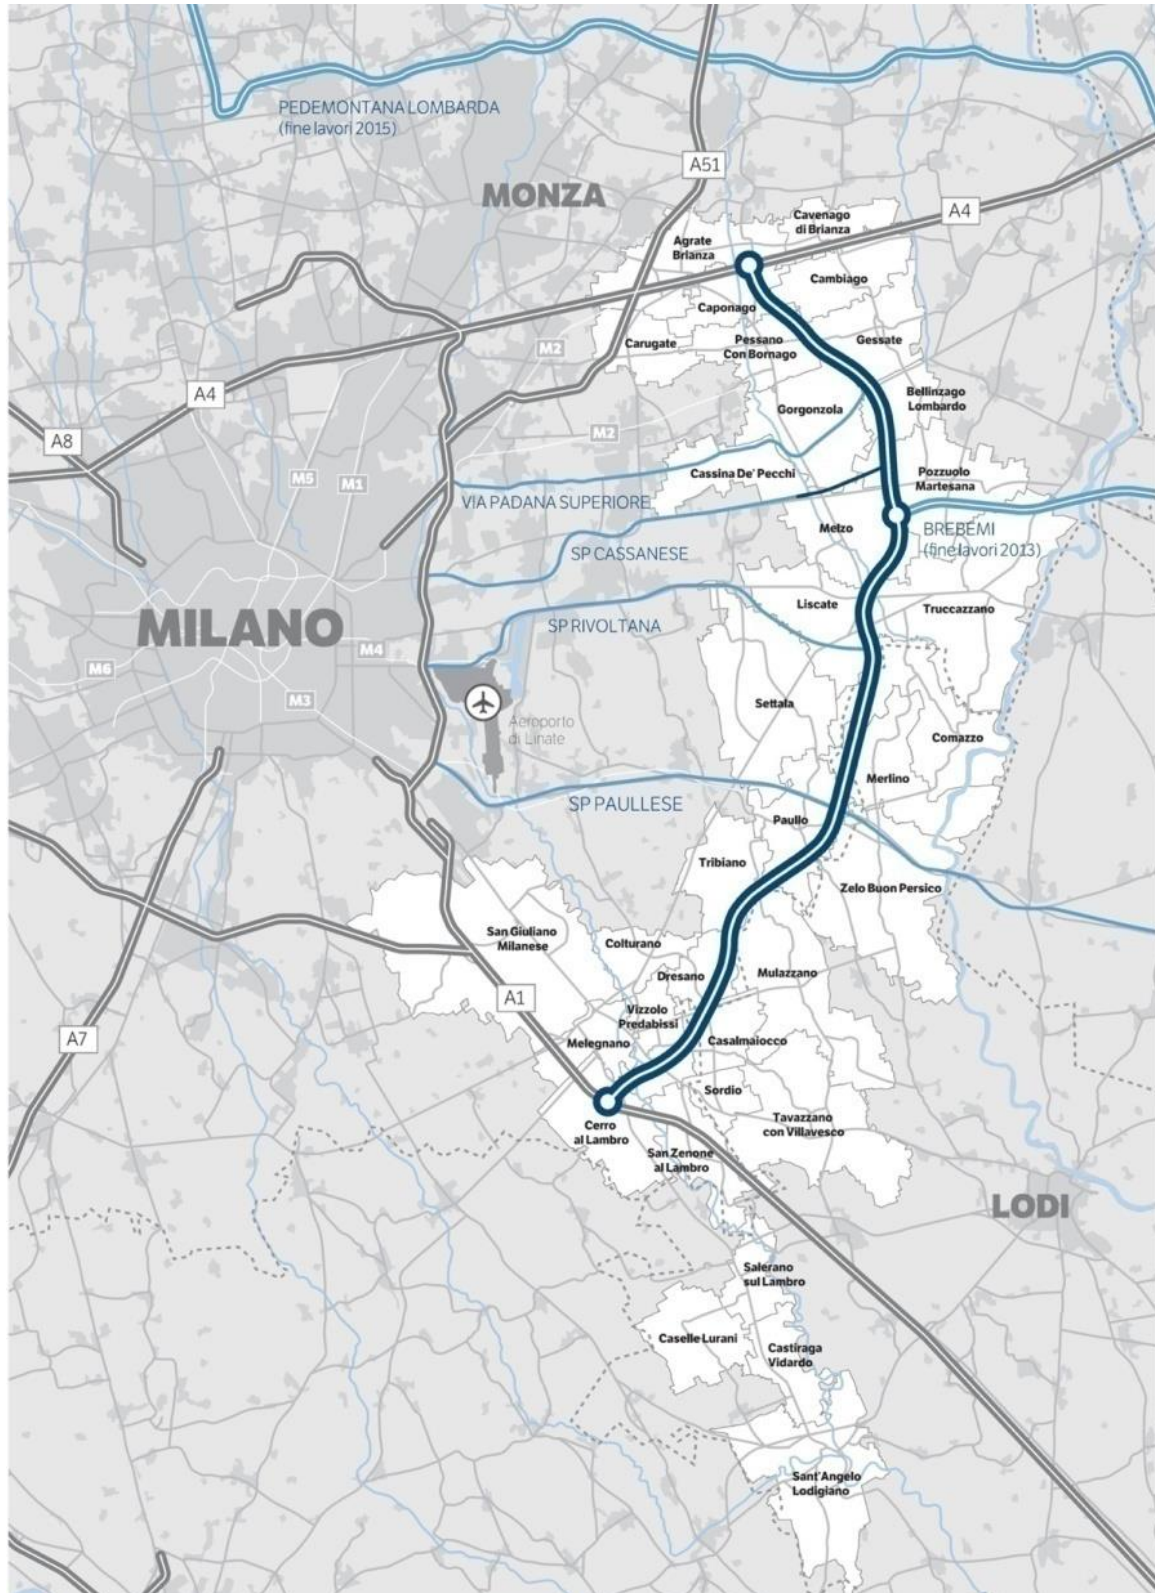 PEDEMONTANA LOMBARDA
(fine lavori 2015)
A51
MONZA
A4
Cavenago
di Brianza
Agrate
Brianza
Cambiago
Caponago
Carugate
Pessano
Con Bornago
Gessate
M2
A4
Bellinzago
Lombardo
Gorgonzola
A8
M2
M5
M1
Cassina De' Pecchi
Pozzuolo
Martesana
VIA PADANA SUPERIORE
Melzo
BREBEMI
(fine lavori 2013)
SP CASSANESE
Liscate
Truccazzano
MILANO
SP RIVOLTANA
M4
M6
M3
Settala
Aeroporto
di Linate
Comazzo
Merlino
SP PAULLESE
Paullo
Tribiano
Zelo Buon Persico
San Giuliano
Milanese
Colturano
Dresano
Mulazzano
A1
Vizzolo
Predabissi
A7
Melegnano
Casalmaiocco
Sordio
Cerro
al Lambro
Tavazzano
con Villavesco
San Zenone
al Lambro
LODI
Salerano
sul Lambro
Caselle Lurani
Castiraga
Vidardo
Sant'Angelo
Lodigiano